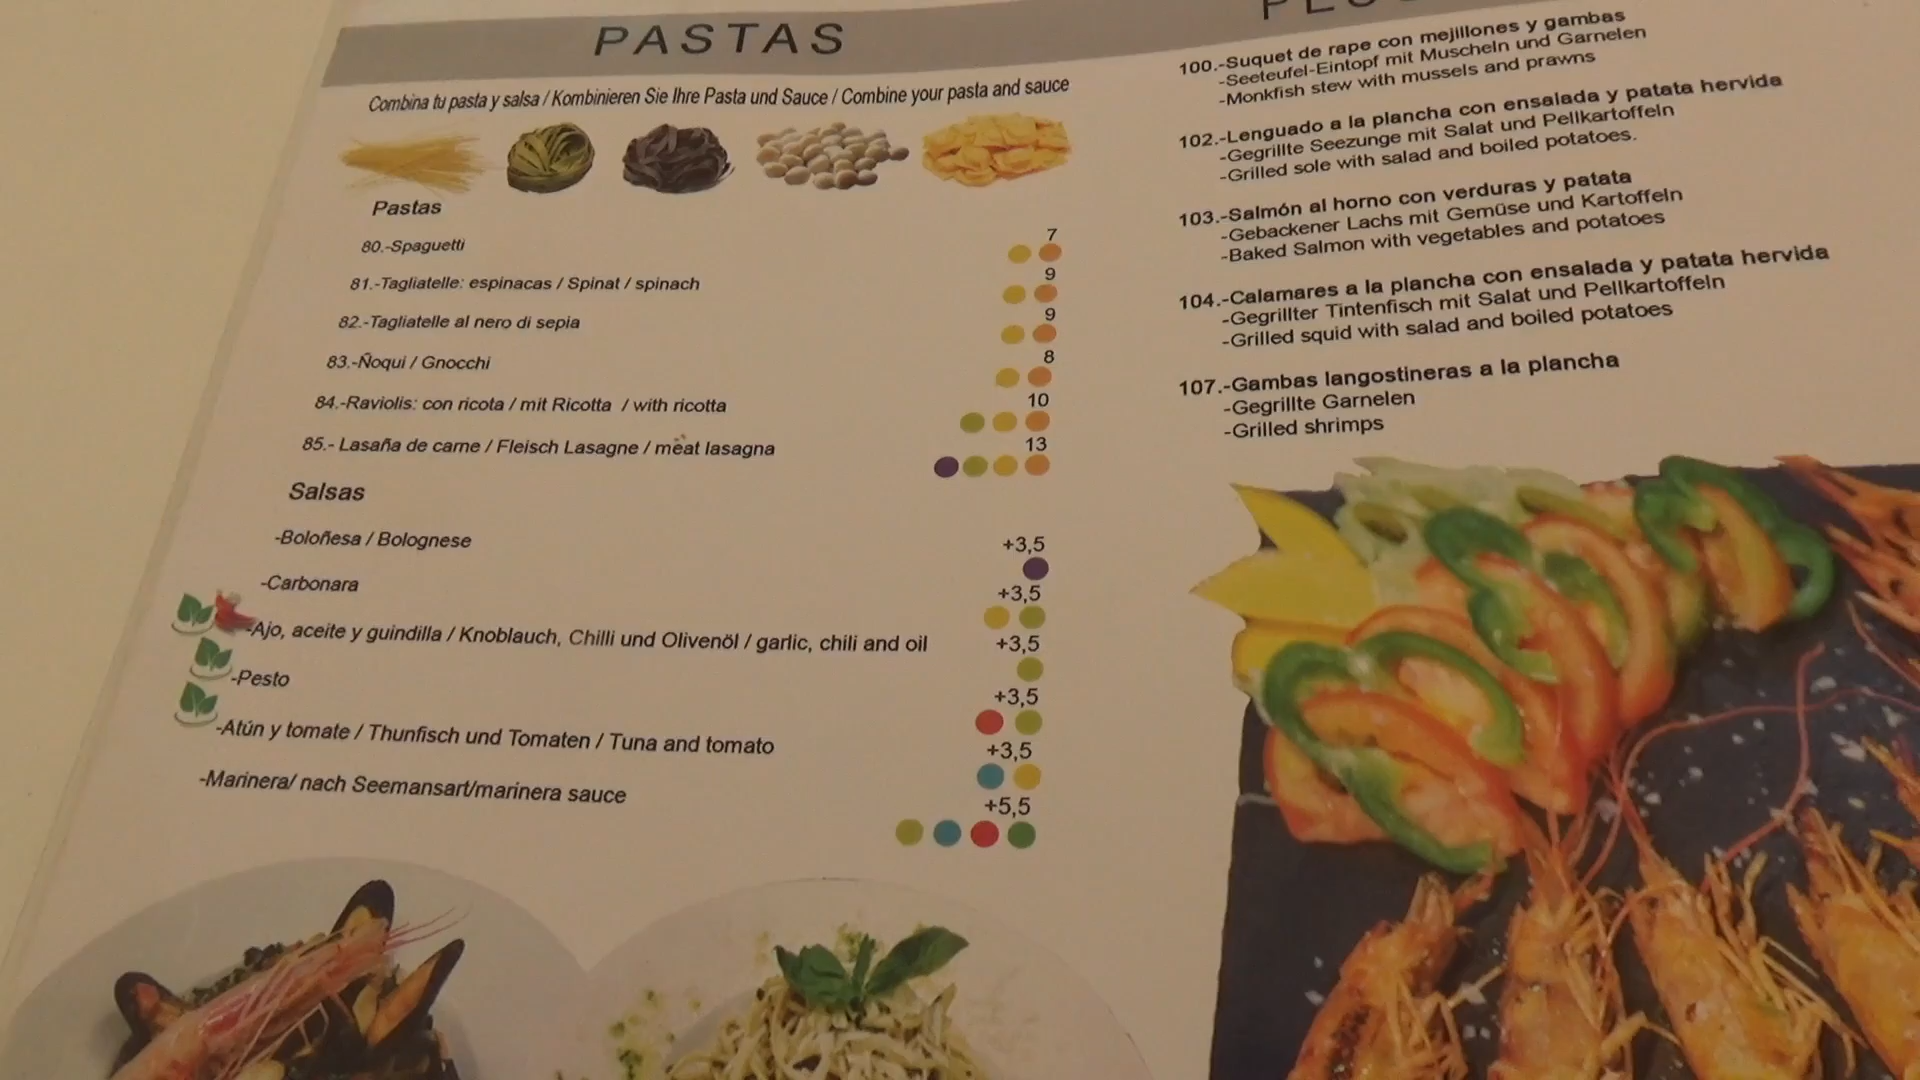 PASTAS
Combina tu pasta y salsa / Kombinieren Sie Ihre Pasta und Sauce / Combine your pasta and sauce
Pastas
80.-Spaguetti 7
81.-Tagliatelle: espinacas / Spinat / spinach 9
82.-Tagliatelle al nero di sepia 9
83.-Ñoqui / Gnocchi 8
84.-Raviolis: con ricota / mit Ricotta / with ricotta 10
85.- Lasaña de carne / Fleisch Lasagne / meat lasagna 13
Salsas
-Boloñesa / Bolognese +3,5
-Carbonara +3,5
-Ajo, aceite y guindilla / Knoblauch, Chilli und Olivenöl / garlic, chili and oil +3,5
-Pesto +3,5
-Atún y tomate / Thunfisch und Tomaten / Tuna and tomato +3,5
-Marinera/ nach Seemansart/marinera sauce +5,5
100.-Suquet de rape con mejillones y gambas
-Seeteufel-Eintopf mit Muscheln und Garnelen
-Monkfish stew with mussels and prawns
102.-Lenguado a la plancha con ensalada y patata hervida
-Gegrillte Seezunge mit Salat und Pellkartoffeln
-Grilled sole with salad and boiled potatoes.
103.-Salmón al horno con verduras y patata
-Gebackener Lachs mit Gemüse und Kartoffeln
-Baked Salmon with vegetables and potatoes
104.-Calamares a la plancha con ensalada y patata hervida
-Gegrillter Tintenfisch mit Salat und Pellkartoffeln
-Grilled squid with salad and boiled potatoes
107.-Gambas langostineras a la plancha
-Gegrillte Garnelen
-Grilled shrimps